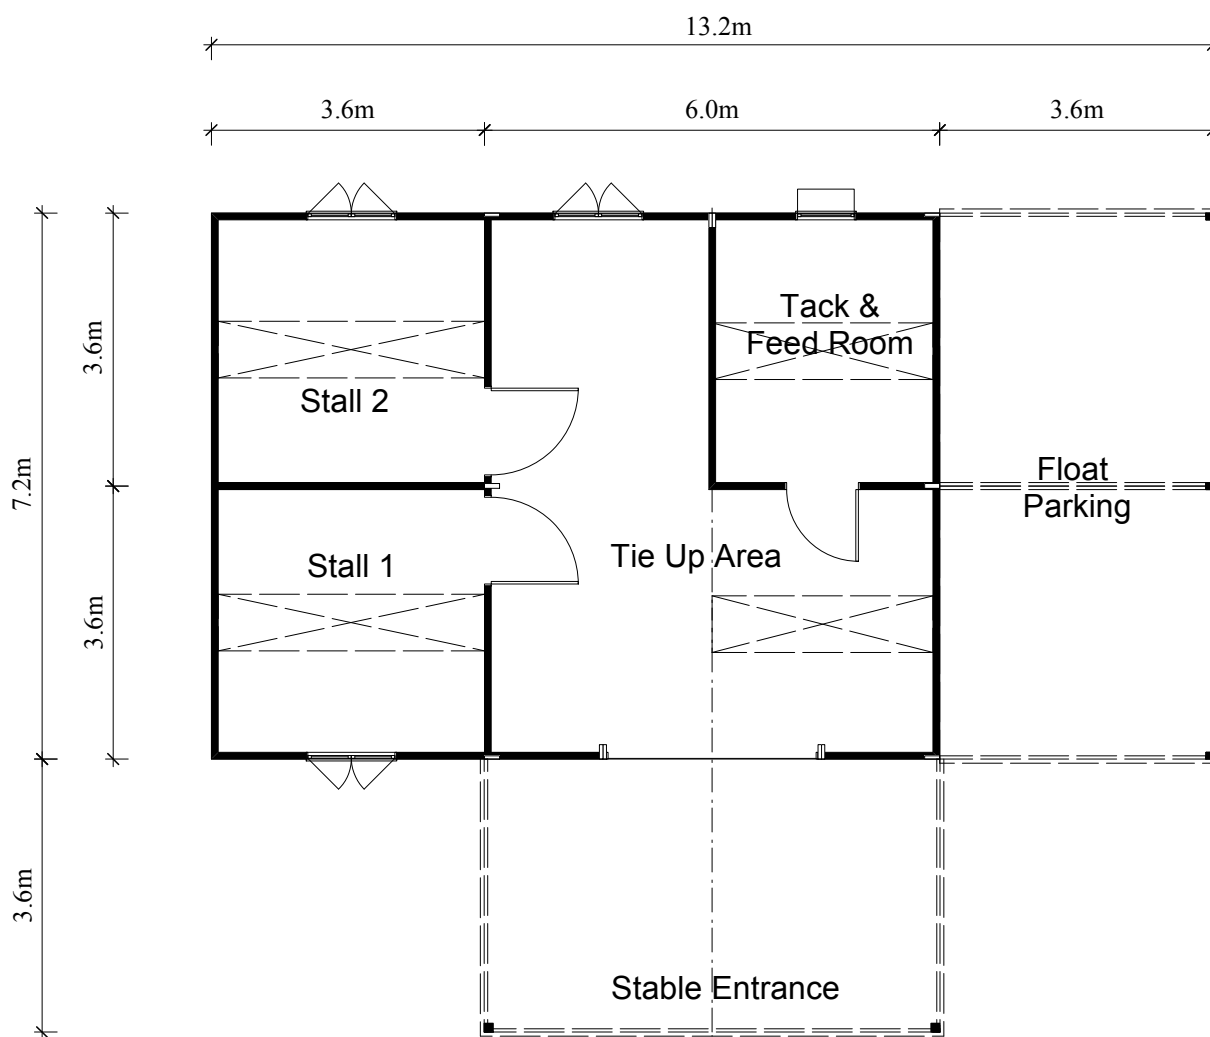 13.2m
3.6m
6.0m
3.6m
7.2m
3.6m
3.6m
3.6m
Tack &
Feed Room
Stall 2
Float
Parking
Stall 1
Tie Up Area
Stable Entrance